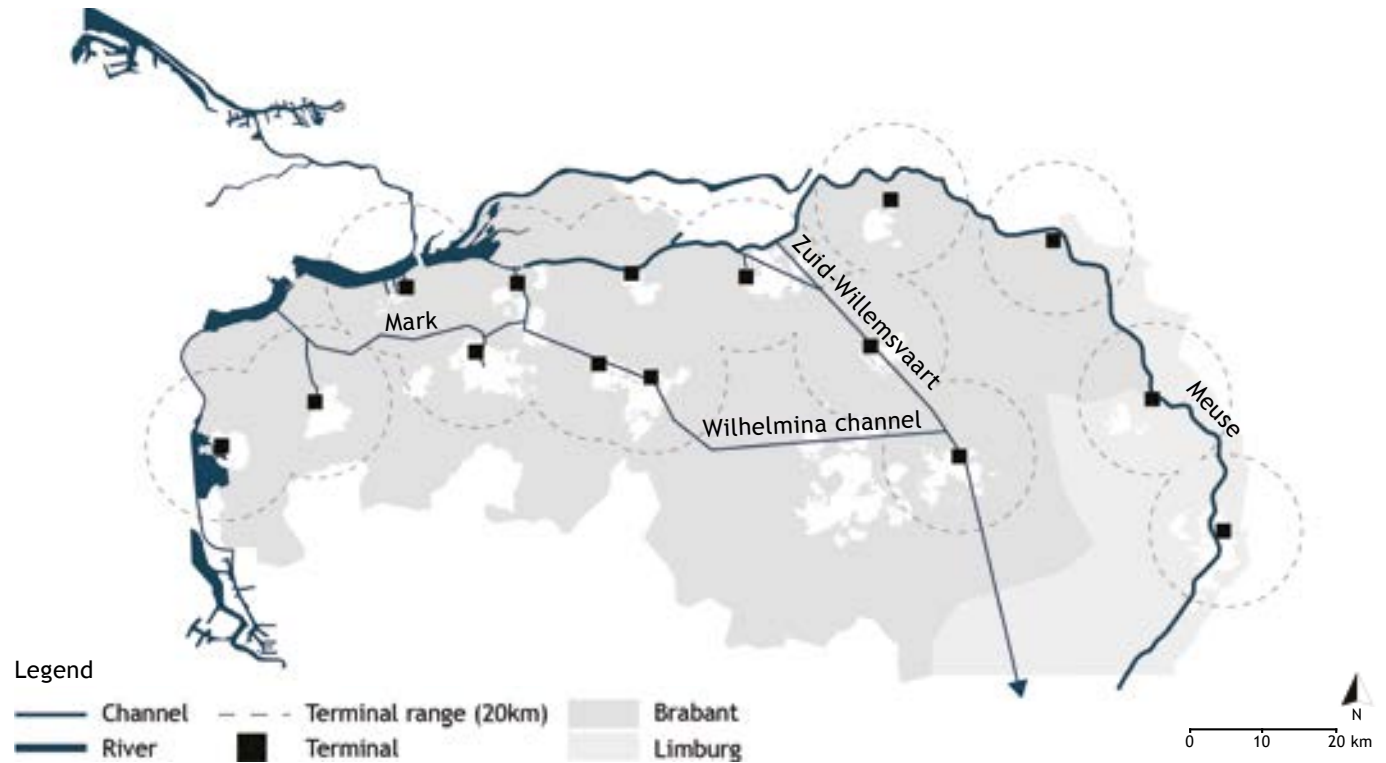 Mark
Zuid-Willemsvaart
Wilhelmina channel
Meuse
Legend
Channel
Terminal range (20km)
Brabant
River
Terminal
Limburg
N
0 10 20 km